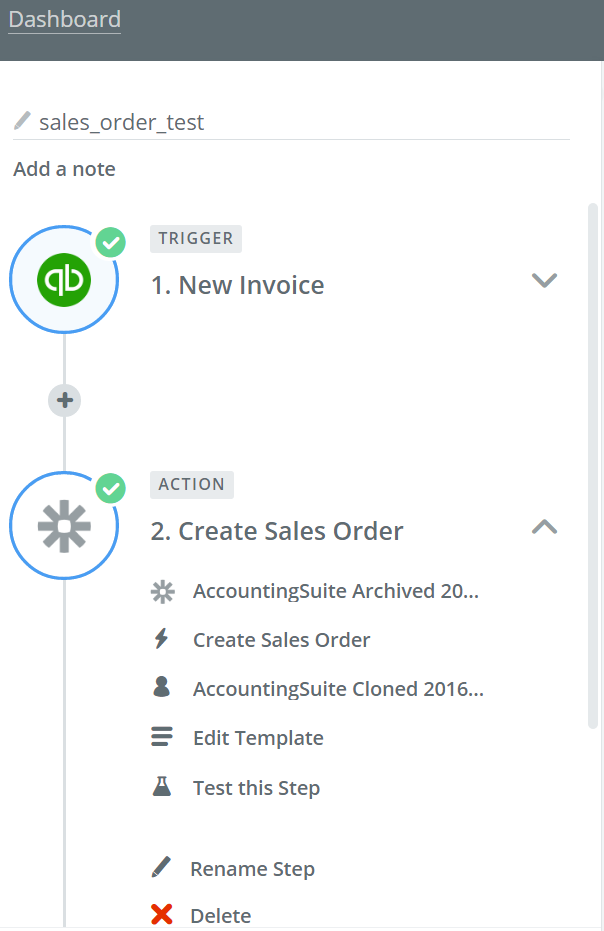 Dashboard
sales_order_test
Add a note
TRIGGER
1. New Invoice
qb
ACTION
2. Create Sales Order
AccountingSuite Archived 20...
Create Sales Order
AccountingSuite Cloned 2016...
Edit Template
Test this Step
Rename Step
Delete